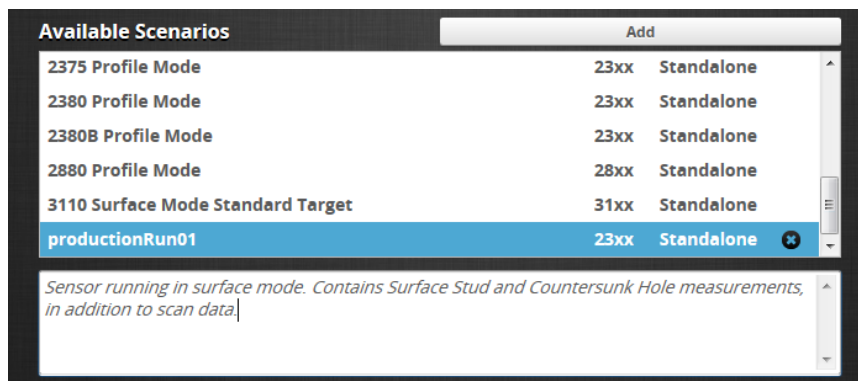 Available Scenarios Add
2375 Profile Mode 23xx Standalone
2380 Profile Mode 23xx Standalone
2380B Profile Mode 23xx Standalone
2880 Profile Mode 28xx Standalone
3110 Surface Mode Standard Target 31xx Standalone
productionRun01 23xx Standalone
Sensor running in surface mode. Contains Surface Stud and Countersunk Hole measurements,
in addition to scan data.